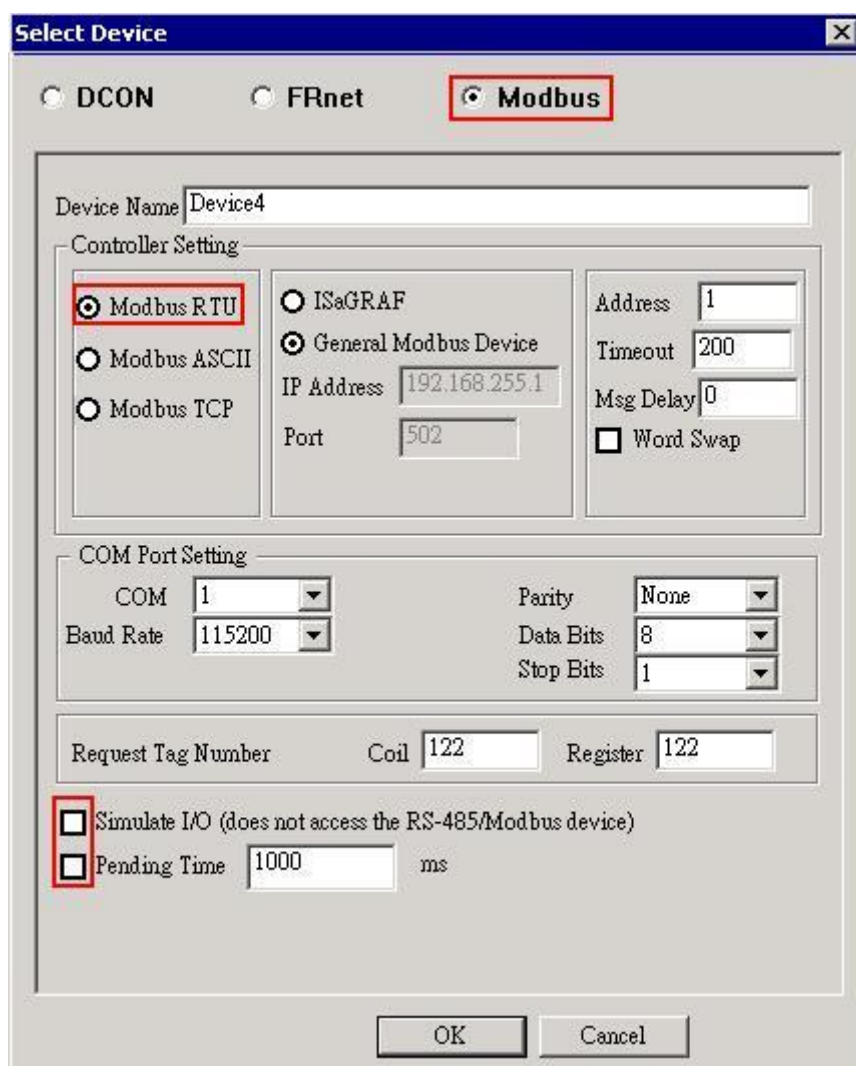 Select Device
DCON FRnet Modbus
Device Name Device4
Controller Setting
Modbus RTU
Modbus ASCII
Modbus TCP
ISaGRAF
General Modbus Device
IP Address 192.168.255.1
Port 502
Address 1
Timeout 200
Msg Delay 0
Word Swap
COM Port Setting
COM 1
Baud Rate 115200
Parity None
Data Bits 8
Stop Bits 1
Request Tag Number Coil 122 Register 122
Simulate I/O (does not access the RS-485/Modbus device)
Pending Time 1000 ms
OK Cancel